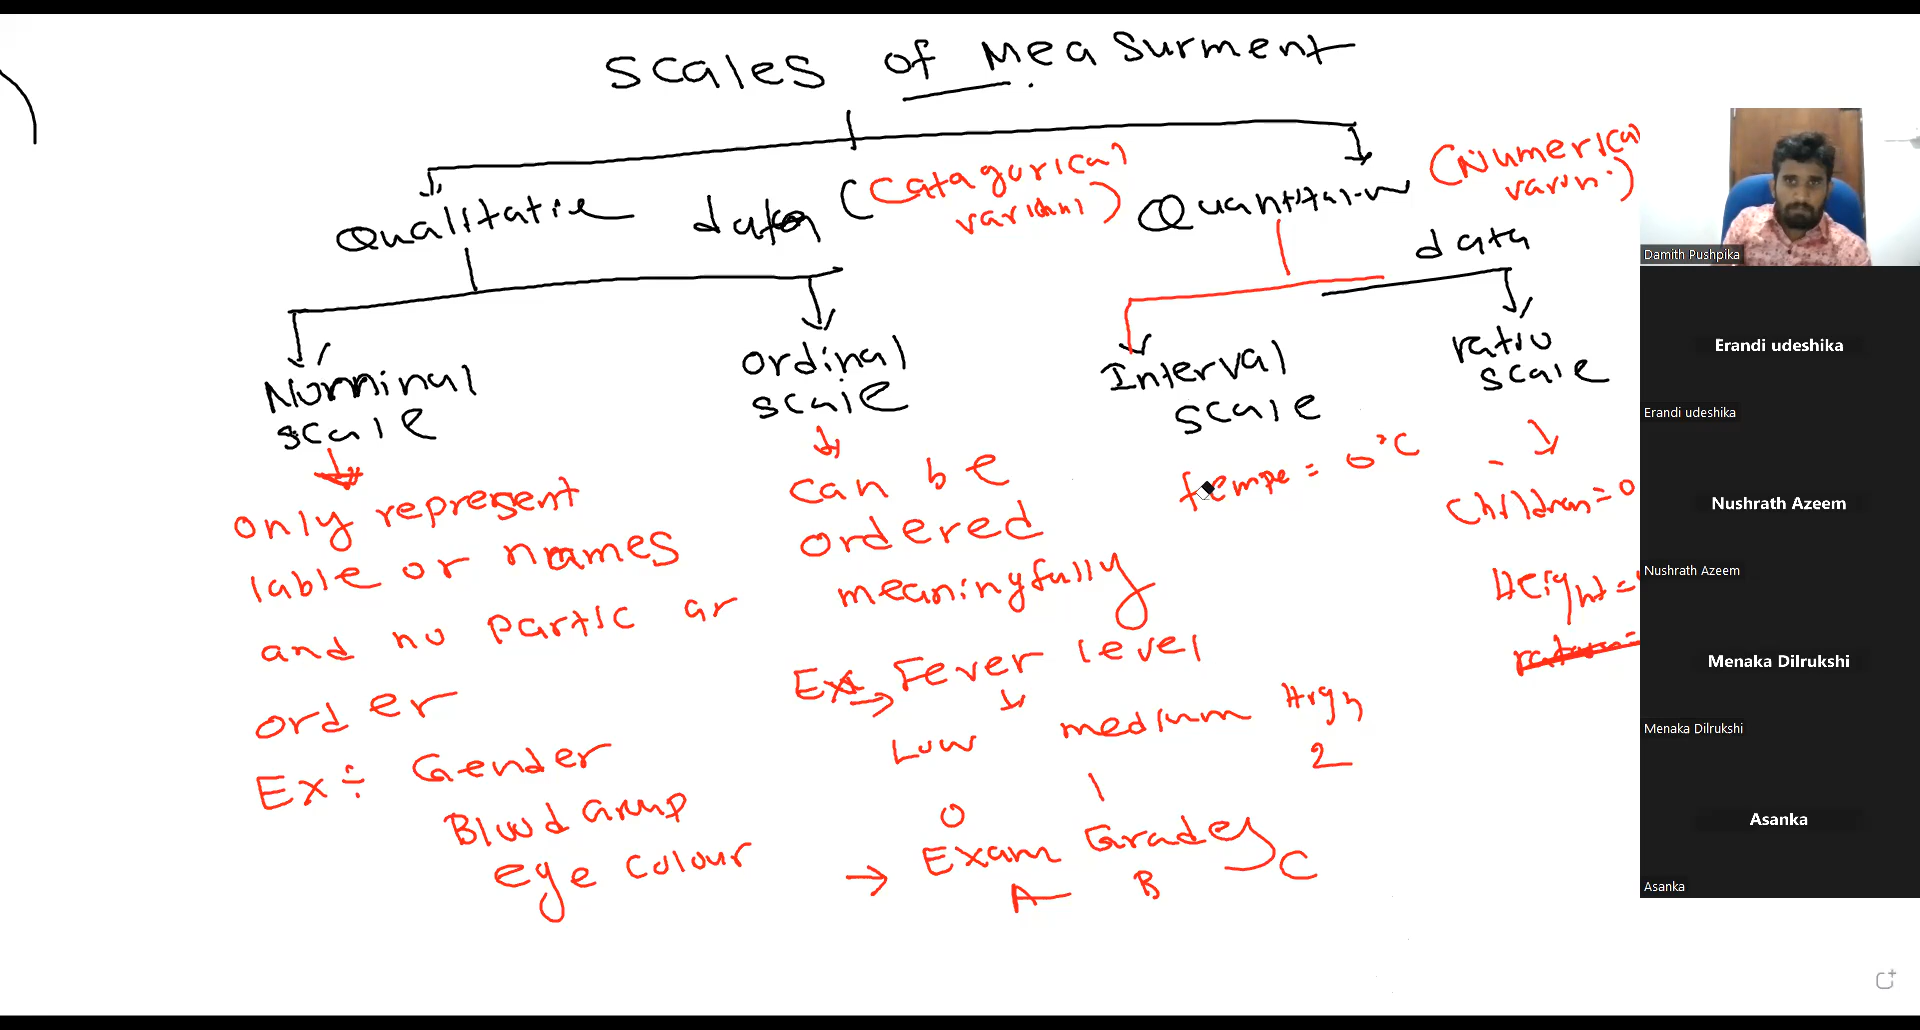 scales of measurment
Qualitatie data (Catagorical
Quantitative (Numerical
data
Nominal
scale
ordinal
scale
Interval
scale
ratio
scale
only represent
lable or names
and no partic ar
order
Ex ÷ Gender
Blood Group
eye colour
can be
ordered
meaningfully
Ex → Fever level
Low medium High
0 1 2
→ Exam Grades
A B C
tempe = 0°C
children = 0
Height =
Damith Pushpika
Erandi udeshika
Erandi udeshika
Nushrath Azeem
Nushrath Azeem
Menaka Dilrukshi
Menaka Dilrukshi
Asanka
Asanka